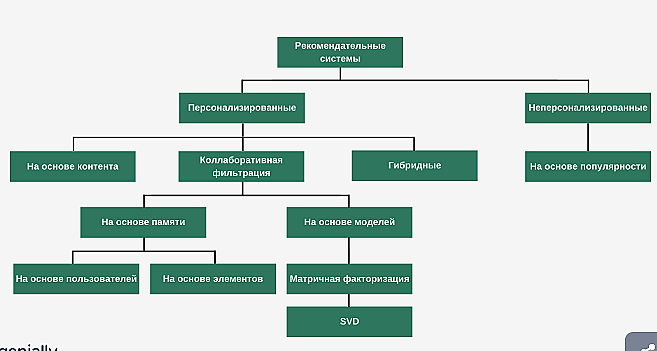 Рекомендательные
системы
Персонализированные
Неперсонализированные
На основе контента
Коллаборативная
фильтрация
Гибридные
На основе популярности
На основе памяти
На основе моделей
На основе пользователей
На основе элементов
Матричная факторизация
SVD
genially